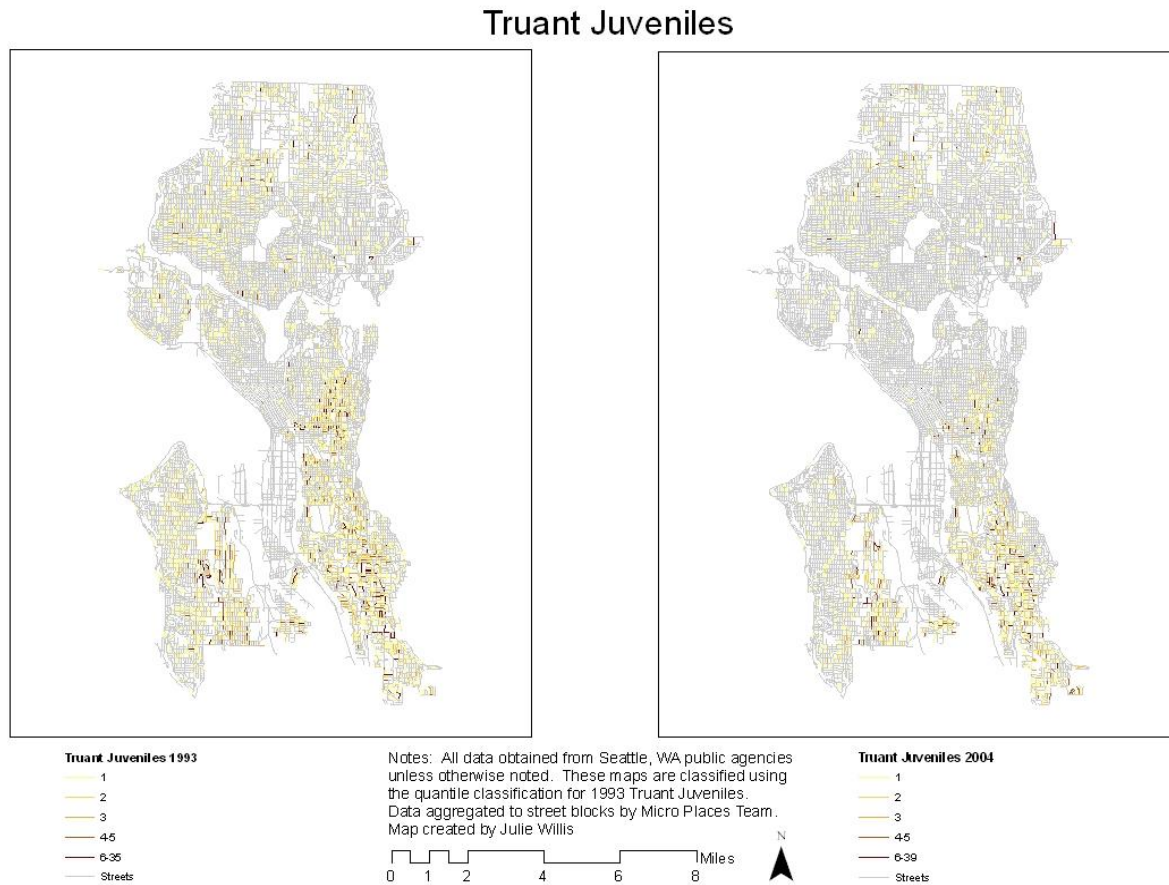 Truant Juveniles
Truant Juveniles 1993
1
2
3
4-5
6-35
Streets
Notes: All data obtained from Seattle, WA public agencies
unless otherwise noted. These maps are classified using
the quantile classification for 1993 Truant Juveniles.
Data aggregated to street blocks by Micro Places Team.
Map created by Julie Willis
0 1 2 4 6 8 Miles
N
Truant Juveniles 2004
1
2
3
4-5
6-39
Streets